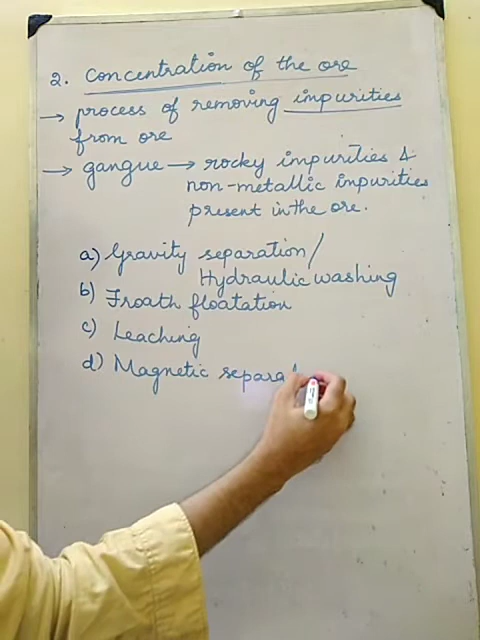 2. Concentration of the ore
→ process of removing impurities
from ore
→ gangue → rocky impurities &
non-metallic impurities
present in the ore.
a) Gravity separation/
Hydraulic washing
b) Froath floatation
c) Leaching
d) Magnetic separa